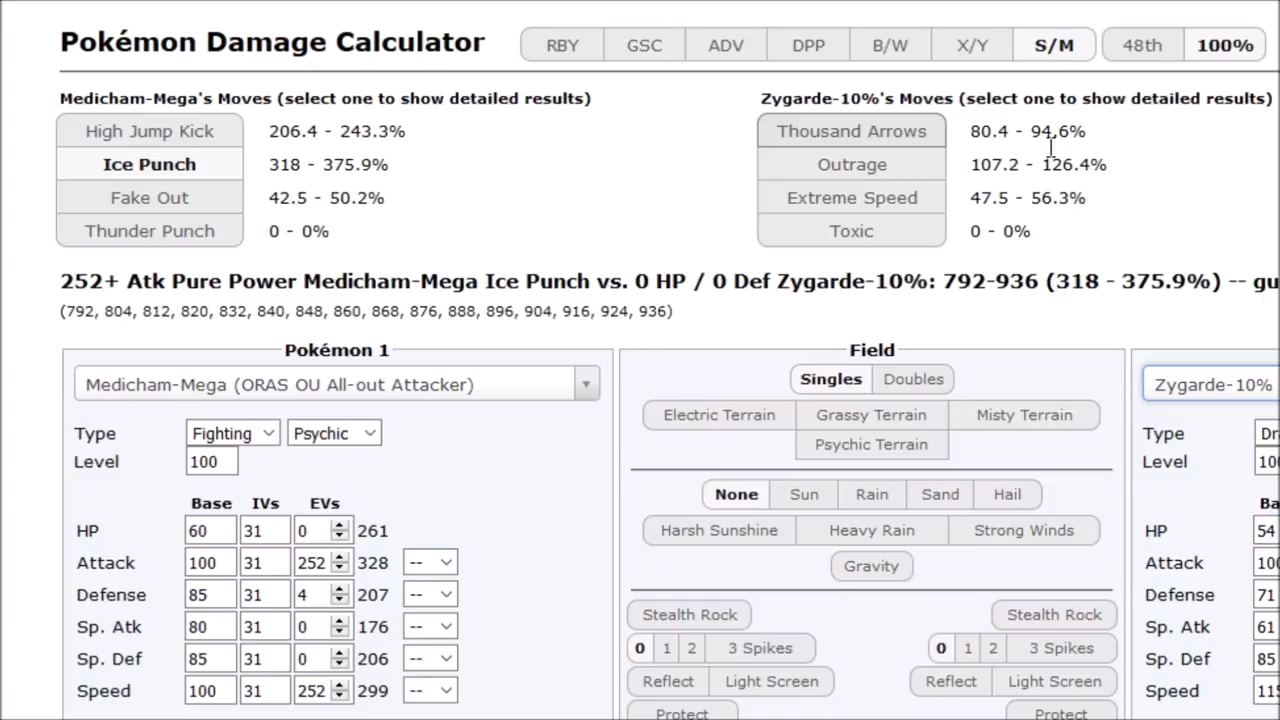 Pokémon Damage Calculator
RBY GSC ADV DPP B/W X/Y S/M 48th 100%
Medicham-Mega's Moves (select one to show detailed results)
High Jump Kick 206.4 - 243.3%
Ice Punch 318 - 375.9%
Fake Out 42.5 - 50.2%
Thunder Punch 0 - 0%
Zygarde-10%'s Moves (select one to show detailed results)
Thousand Arrows 80.4 - 94.6%
Outrage 107.2 - 126.4%
Extreme Speed 47.5 - 56.3%
Toxic 0 - 0%
252+ Atk Pure Power Medicham-Mega Ice Punch vs. 0 HP / 0 Def Zygarde-10%: 792-936 (318 - 375.9%) -- gu
(792, 804, 812, 820, 832, 840, 848, 860, 868, 876, 888, 896, 904, 916, 924, 936)
Pokémon 1
Medicham-Mega (ORAS OU All-out Attacker)
Type Fighting Psychic
Level 100
Base IVs EVs
HP 60 31 0 261
Attack 100 31 252 328 --
Defense 85 31 4 207 --
Sp. Atk 80 31 0 176 --
Sp. Def 85 31 0 206 --
Speed 100 31 252 299 --
Field
Singles Doubles
Electric Terrain Grassy Terrain Misty Terrain
Psychic Terrain
None Sun Rain Sand Hail
Harsh Sunshine Heavy Rain Strong Winds
Gravity
Stealth Rock Stealth Rock
0 1 2 3 Spikes 0 1 2 3 Spikes
Reflect Light Screen Reflect Light Screen
Protect Protect
Zygarde-10%
Type Dr
Level 100
Ba
HP 54
Attack 100
Defense 71
Sp. Atk 61
Sp. Def 85
Speed 115